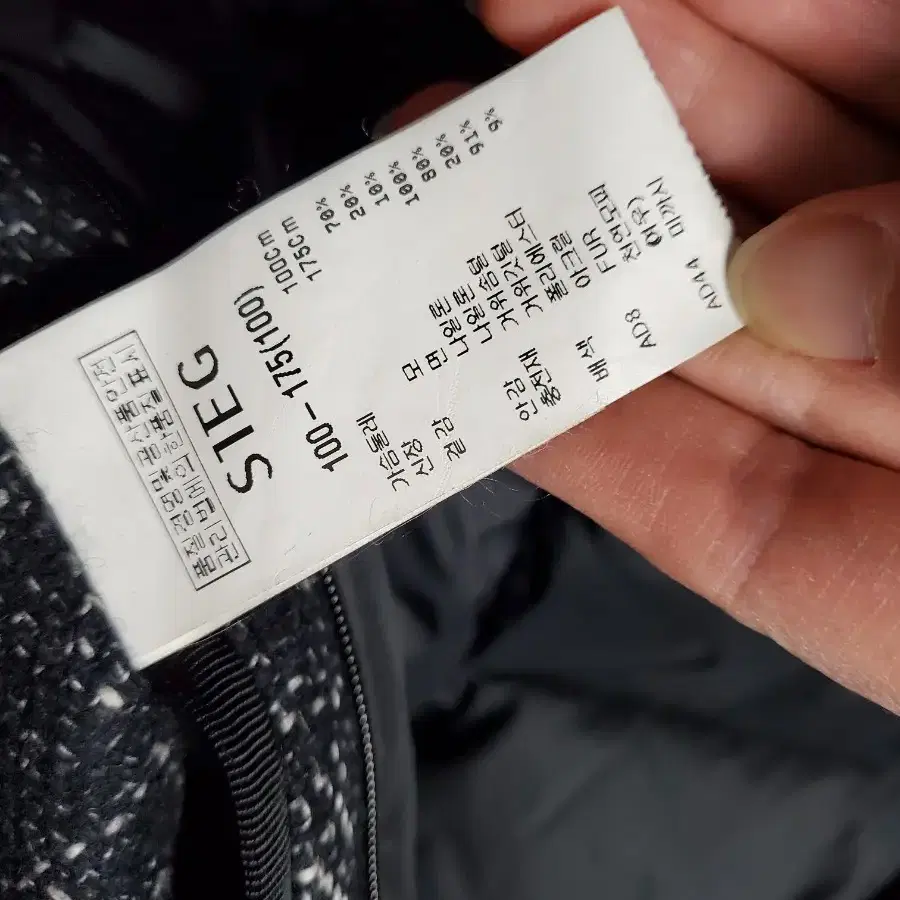 품질경영 및 공산품 안전
관리법에 의한 품질표시
STEG
100-175(100)
가슴둘레 100cm
신장 175cm
겉감 모 70%
면 20%
나일론 10%
안감 나일론 100%
충전재 거위솜털 80%
거위깃털 20%
배색 폴리에스터 91%
아크릴 9%
FUR
천연모피
(여우)
미까시
AD8 AD44